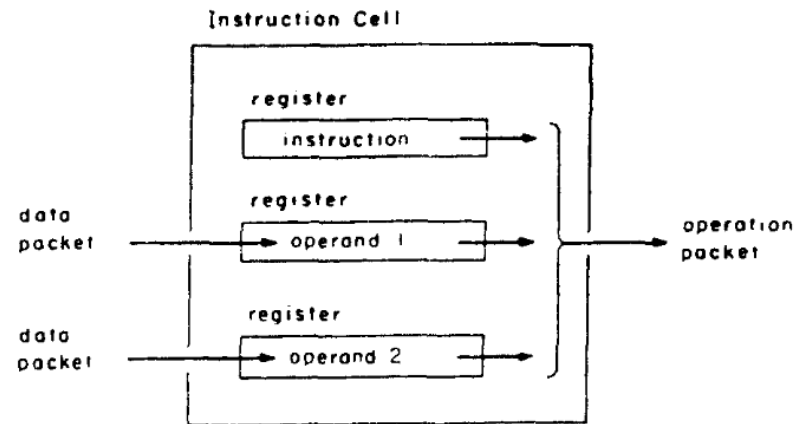 Instruction Cell
register
instruction
register
data
packet
operand 1
operation
packet
register
data
packet
operand 2